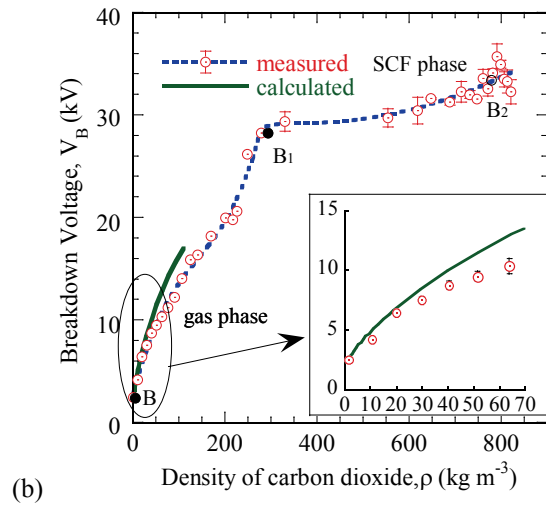 40
30
20
10
0
Breakdown Voltage, V_B (kV)
measured
calculated
SCF phase
B₂
B₁
gas phase
B
15
10
5
0
0 10 20 30 40 50 60 70
0 200 400 600 800
Density of carbon dioxide,ρ (kg m⁻³)
(b)